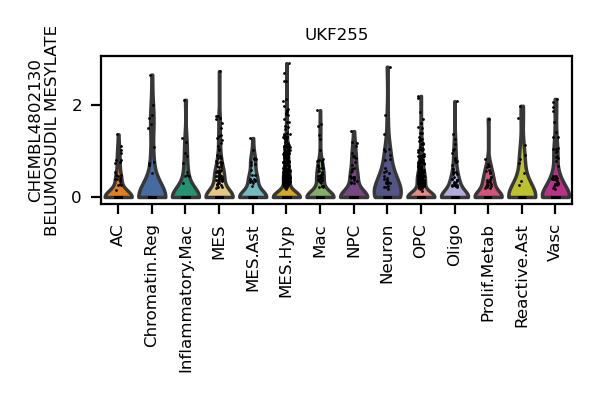 UKF255
CHEMBL4802130
BELUMOSUDIL MESYLATE
2
0
AC
Chromatin.Reg
Inflammatory.Mac
MES
MES.Ast
MES.Hyp
Mac
NPC
Neuron
OPC
Oligo
Prolif.Metab
Reactive.Ast
Vasc